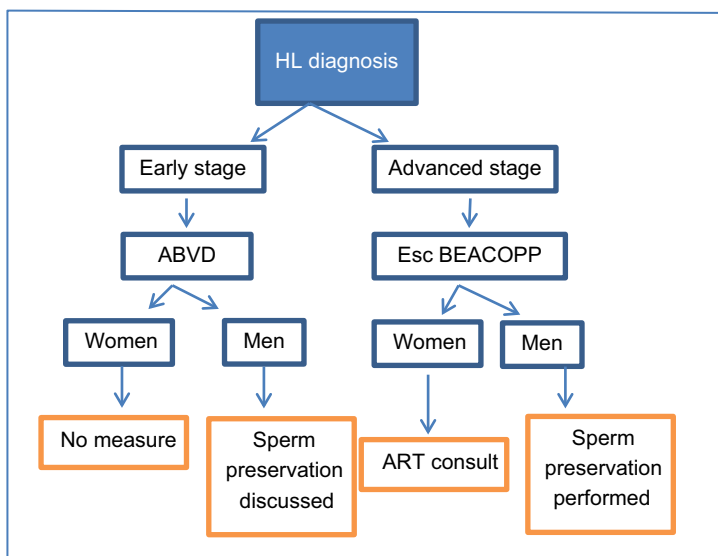 HL diagnosis
Early stage
Advanced stage
ABVD
Esc BEACOPP
Women
Men
Women
Men
No measure
Sperm
preservation
discussed
ART consult
Sperm
preservation
performed